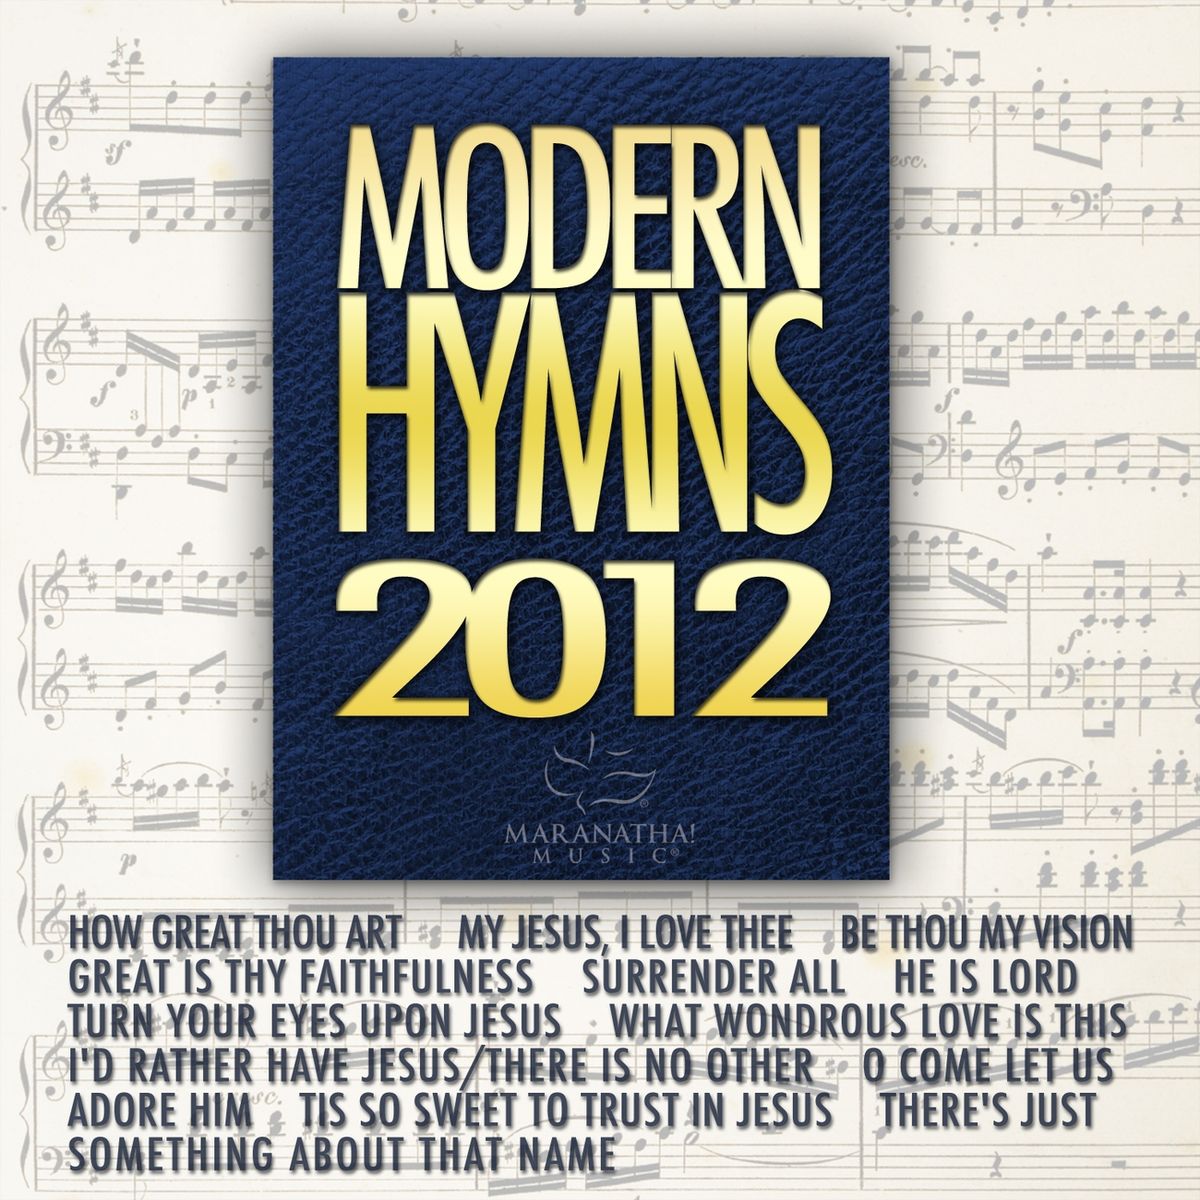 MODERN
HYMNS
2012
MARANATHA!
MUSIC®
HOW GREAT THOU ART MY JESUS, I LOVE THEE BE THOU MY VISION
GREAT IS THY FAITHFULNESS SURRENDER ALL HE IS LORD
TURN YOUR EYES UPON JESUS WHAT WONDROUS LOVE IS THIS
I'D RATHER HAVE JESUS/THERE IS NO OTHER O COME LET US
ADORE HIM TIS SO SWEET TO TRUST IN JESUS THERE'S JUST
SOMETHING ABOUT THAT NAME